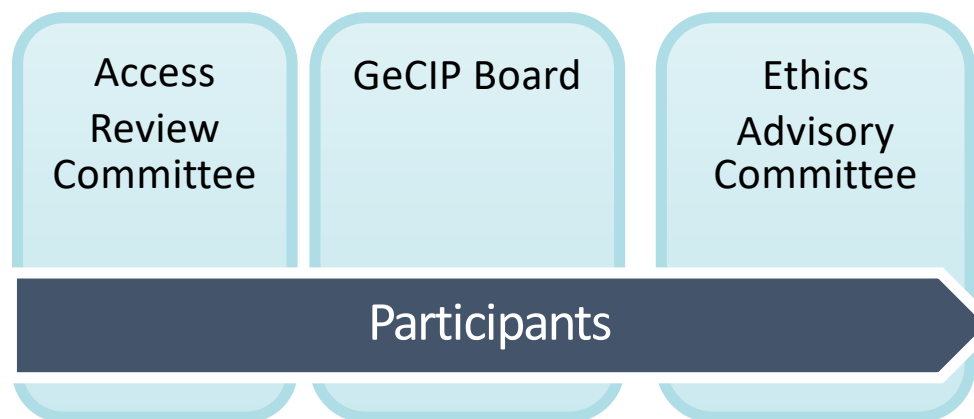 Access
Review
Committee
GeCIP Board
Ethics
Advisory
Committee
Participants